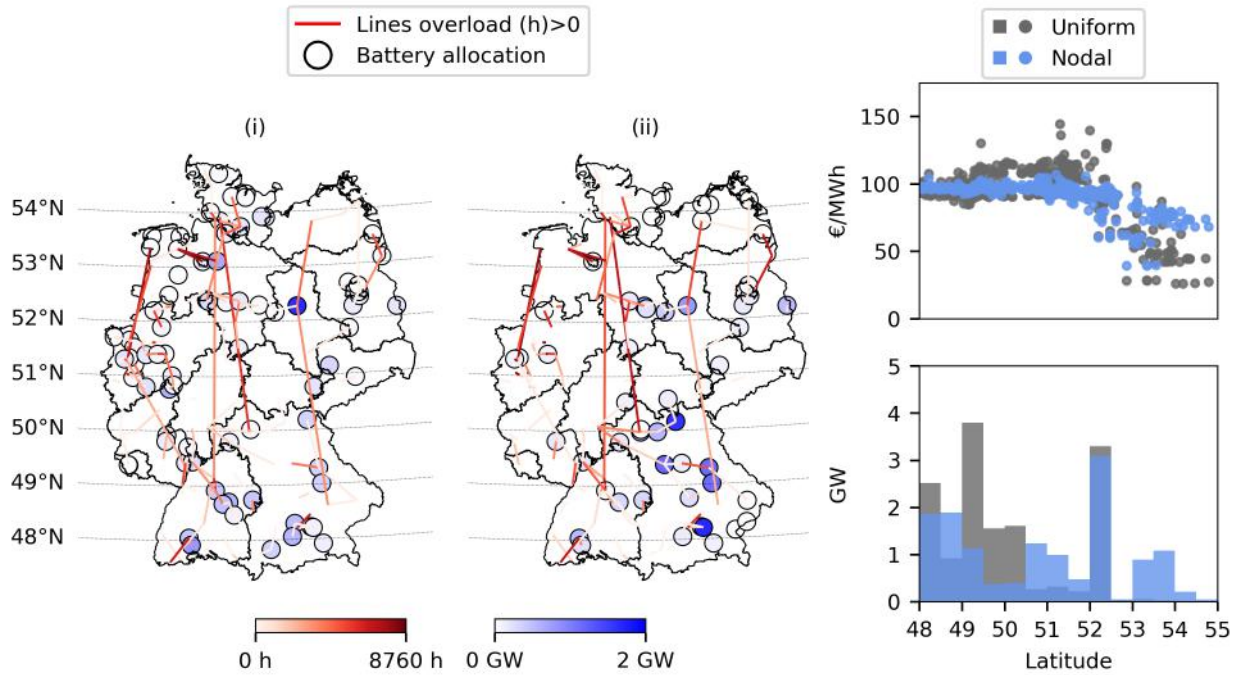 Lines overload (h)>0
Battery allocation
Uniform
Nodal
(i)
(ii)
54°N
53°N
52°N
51°N
50°N
49°N
48°N
0 h
8760 h
0 GW
2 GW
150
100
50
0
€/MWh
5
4
3
2
1
0
GW
48 49 50 51 52 53 54 55
Latitude